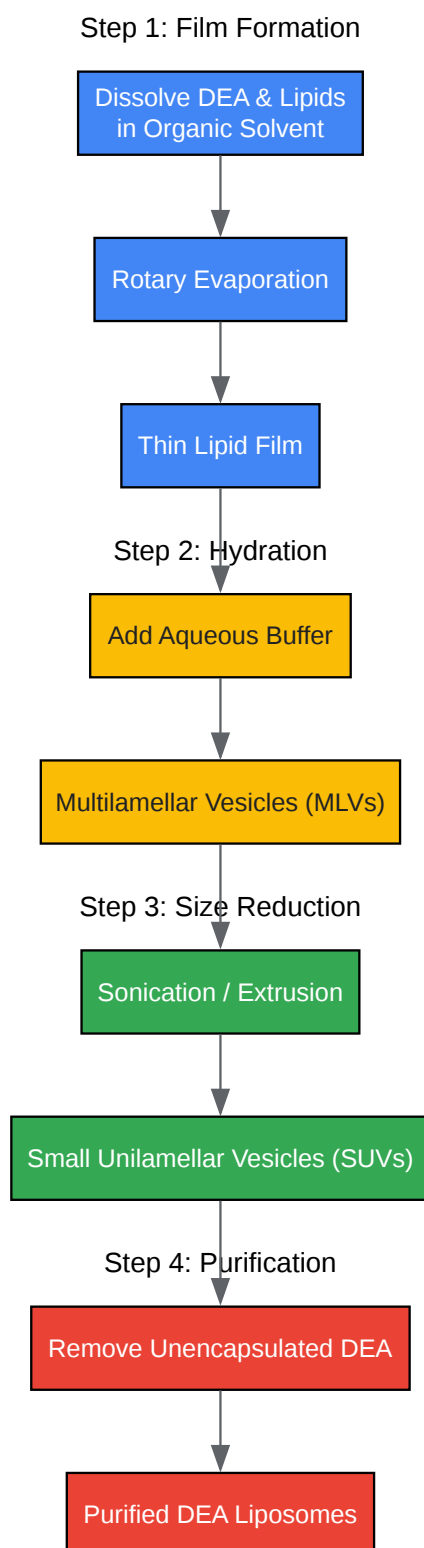 Step 1: Film Formation
Dissolve DEA & Lipids
in Organic Solvent
Rotary Evaporation
Thin Lipid Film
Step 2: Hydration
Add Aqueous Buffer
Multilamellar Vesicles (MLVs)
Step 3: Size Reduction
Sonication / Extrusion
Small Unilamellar Vesicles (SUVs)
Step 4: Purification
Remove Unencapsulated DEA
Purified DEA Liposomes